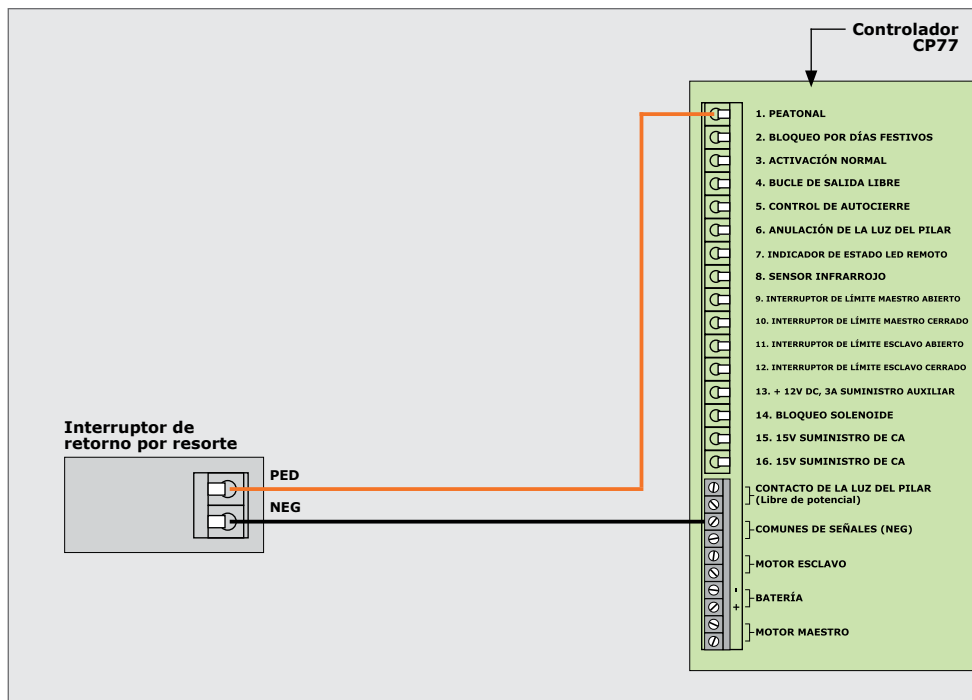 Controlador
CP77
1. PEATONAL
2. BLOQUEO POR DÍAS FESTIVOS
3. ACTIVACIÓN NORMAL
4. BUCLE DE SALIDA LIBRE
5. CONTROL DE AUTOCIERRE
6. ANULACIÓN DE LA LUZ DEL PILAR
7. INDICADOR DE ESTADO LED REMOTO
8. SENSOR INFRARROJO
9. INTERRUPTOR DE LÍMITE MAESTRO ABIERTO
10. INTERRUPTOR DE LÍMITE MAESTRO CERRADO
11. INTERRUPTOR DE LÍMITE ESCLAVO ABIERTO
12. INTERRUPTOR DE LÍMITE ESCLAVO CERRADO
13. + 12V DC, 3A SUMINISTRO AUXILIAR
14. BLOQUEO SOLENOIDE
15. 15V SUMINISTRO DE CA
16. 15V SUMINISTRO DE CA
CONTACTO DE LA LUZ DEL PILAR
(Libre de potencial)
COMUNES DE SEÑALES (NEG)
MOTOR ESCLAVO
-
BATERÍA
+
MOTOR MAESTRO
Interruptor de
retorno por resorte
PED
NEG